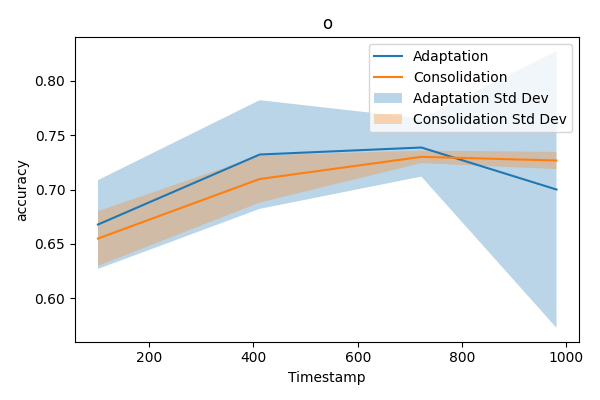 o
Adaptation
Consolidation
Adaptation Std Dev
Consolidation Std Dev
accuracy
0.80
0.75
0.70
0.65
0.60
200
400
600
800
1000
Timestamp